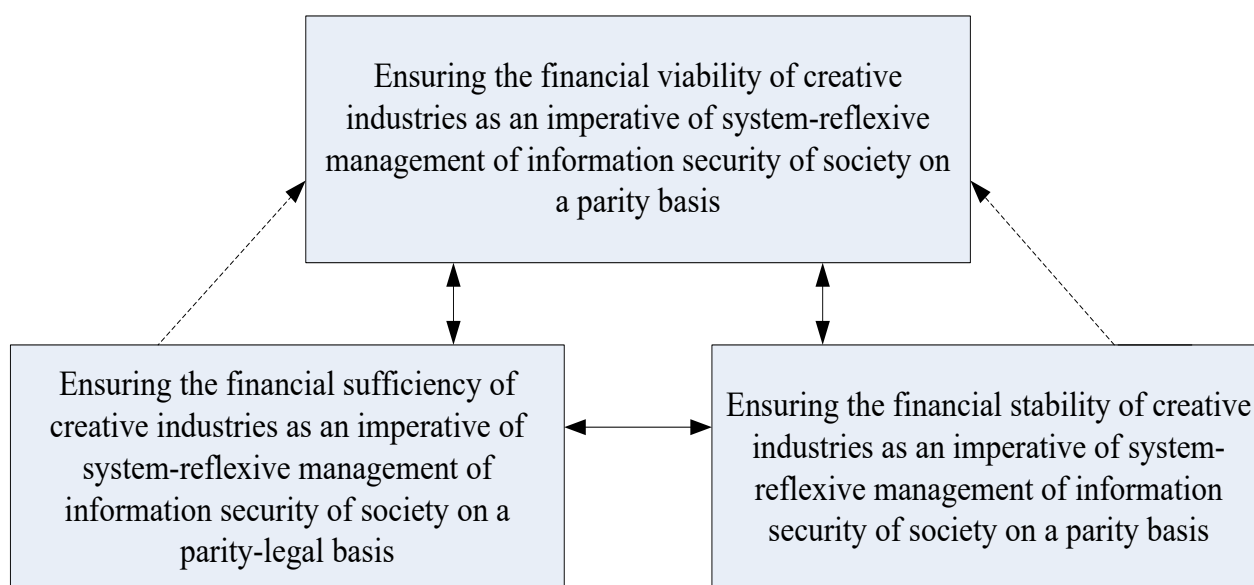 Ensuring the financial viability of creative
industries as an imperative of system-reflexive
management of information security of society on
a parity basis
Ensuring the financial sufficiency of
creative industries as an imperative of
system-reflexive management of
information security of society on a
parity-legal basis
Ensuring the financial stability of creative
industries as an imperative of system-
reflexive management of information
security of society on a parity basis